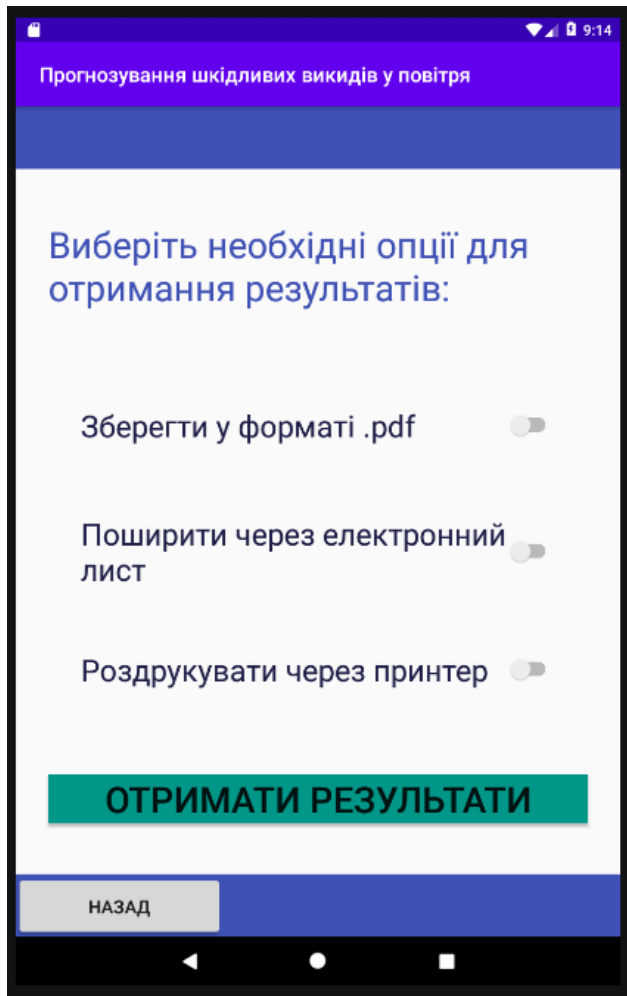 9:14
Прогнозування шкідливих викидів у повітря
Виберіть необхідні опції для
отримання результатів:
Зберегти у форматі .pdf
Поширити через електронний
лист
Роздрукувати через принтер
ОТРИМАТИ РЕЗУЛЬТАТИ
НАЗАД